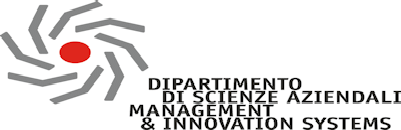 DIPARTIMENTO
DI SCIENZE AZIENDALI
MANAGEMENT
& INNOVATION SYSTEMS